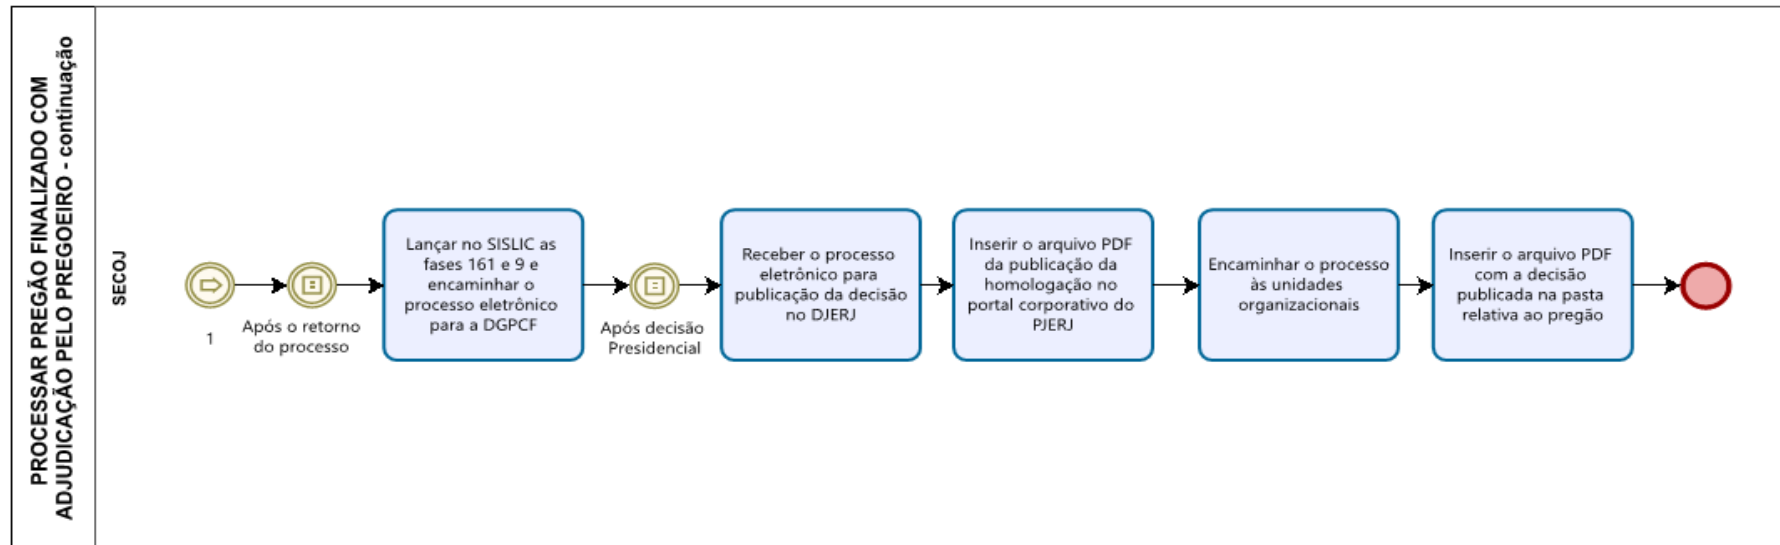 PROCESSAR PREGÃO FINALIZADO COM
ADJUDICAÇÃO PELO PREGOEIRO - continuação
SECOJ
1
Após o retorno
do processo
Lançar no SISLIC as
fases 161 e 9 e
encaminhar o
processo eletrônico
para a DGPCF
Após decisão
Presidencial
Receber o processo
eletrônico para
publicação da decisão
no DJERJ
Inserir o arquivo PDF
da publicação da
homologação no
portal corporativo do
PJERJ
Encaminhar o processo
às unidades
organizacionais
Inserir o arquivo PDF
com a decisão
publicada na pasta
relativa ao pregão